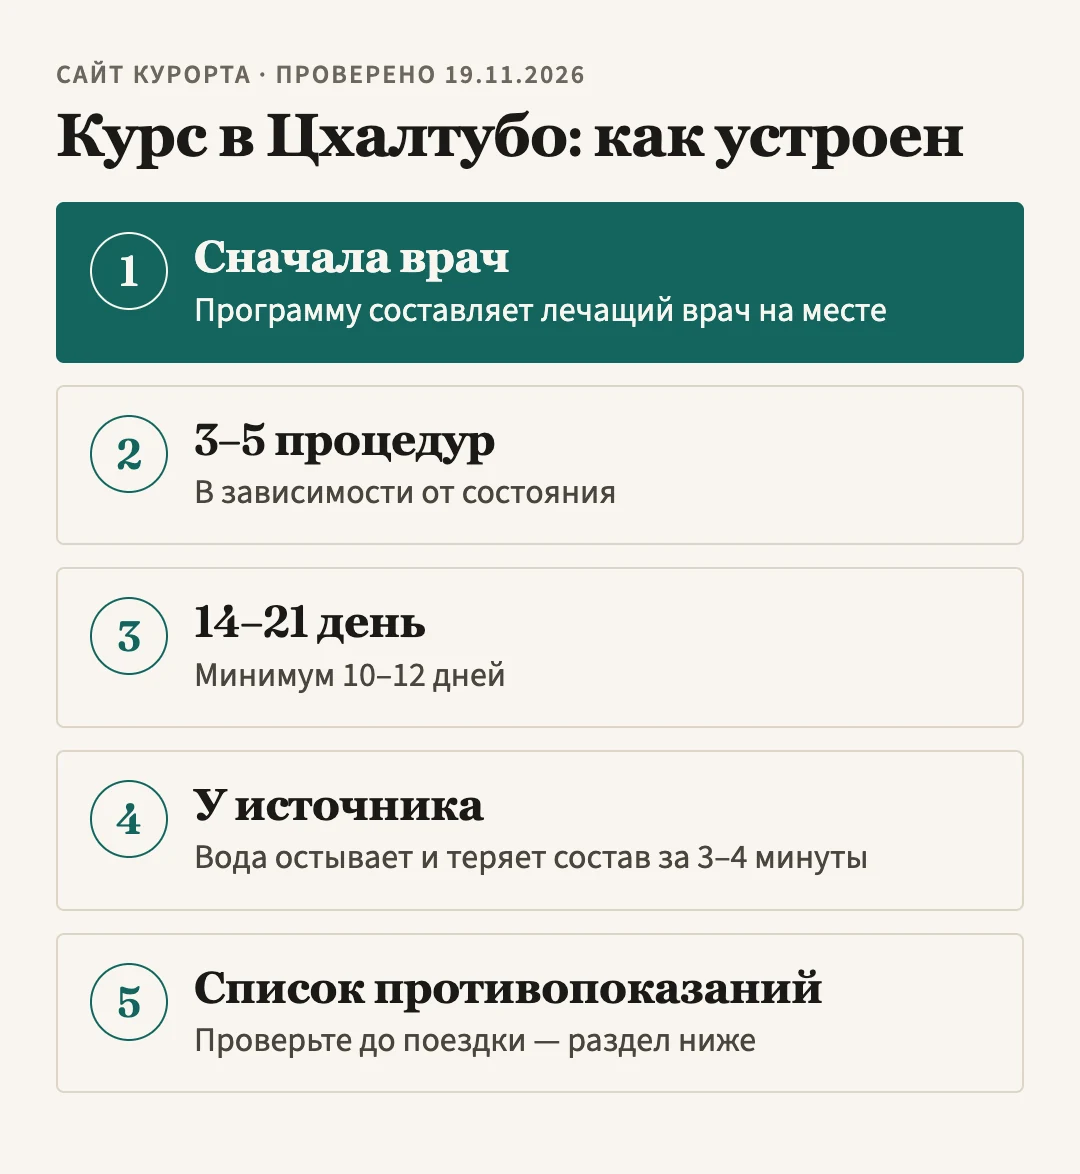 САЙТ КУРОРТА · ПРОВЕРЕНО 19.11.2026
Курс в Цхалтубо: как устроен
1
Сначала врач
Программу составляет лечащий врач на месте
2
3–5 процедур
В зависимости от состояния
3
14–21 день
Минимум 10–12 дней
4
У источника
Вода остывает и теряет состав за 3–4 минуты
5
Список противопоказаний
Проверьте до поездки — раздел ниже